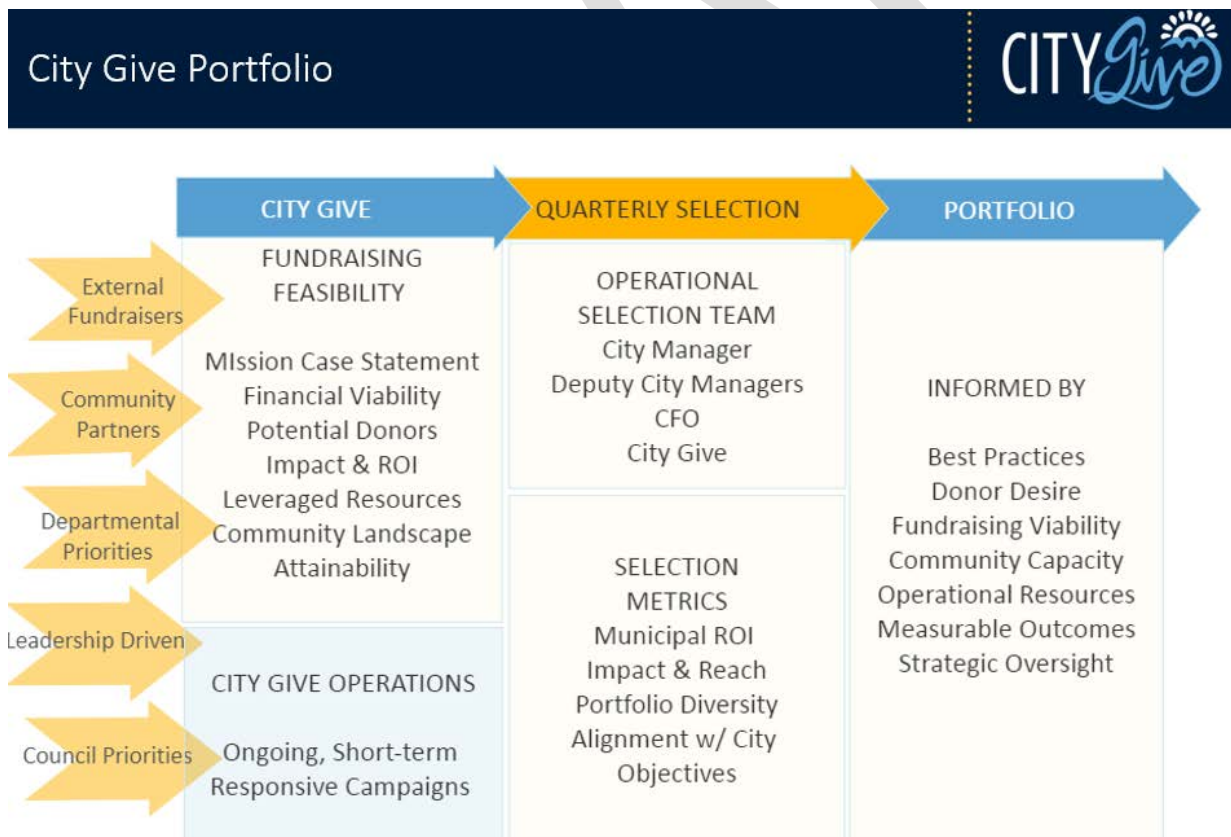 City Give Portfolio
CITY Give
CITY GIVE
QUARTERLY SELECTION
PORTFOLIO
External
Fundraisers
Community
Partners
Departmental
Priorities
Leadership Driven
Council Priorities
FUNDRAISING
FEASIBILITY
MIssion Case Statement
Financial Viability
Potential Donors
Impact & ROI
Leveraged Resources
Community Landscape
Attainability
CITY GIVE OPERATIONS
Ongoing, Short-term
Responsive Campaigns
OPERATIONAL
SELECTION TEAM
City Manager
Deputy City Managers
CFO
City Give
SELECTION
METRICS
Municipal ROI
Impact & Reach
Portfolio Diversity
Alignment w/ City
Objectives
INFORMED BY
Best Practices
Donor Desire
Fundraising Viability
Community Capacity
Operational Resources
Measurable Outcomes
Strategic Oversight